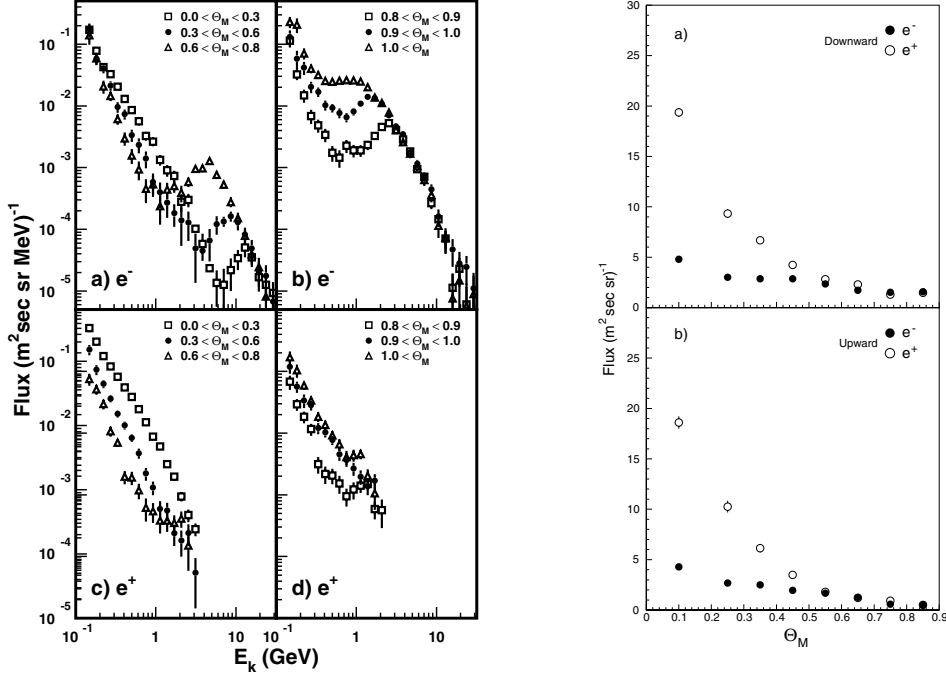 Flux (m² sec sr MeV)⁻¹
10⁻¹
10⁻²
10⁻³
10⁻⁴
10⁻⁵
0.0 < Θ_M < 0.3
0.3 < Θ_M < 0.6
0.6 < Θ_M < 0.8
a) e⁻
0.8 < Θ_M < 0.9
0.9 < Θ_M < 1.0
1.0 < Θ_M
b) e⁻
10⁻¹
10⁻²
10⁻³
10⁻⁴
10⁻⁵
0.0 < Θ_M < 0.3
0.3 < Θ_M < 0.6
0.6 < Θ_M < 0.8
c) e⁺
0.8 < Θ_M < 0.9
0.9 < Θ_M < 1.0
1.0 < Θ_M
d) e⁺
10⁻¹ 1 10 10⁻¹ 1 10
E_k (GeV)
Flux (m² sec sr)⁻¹
a)
Downward
e⁻
e⁺
30
25
20
15
10
5
0
b)
Upward
e⁻
e⁺
25
20
15
10
5
0
0 0.1 0.2 0.3 0.4 0.5 0.6 0.7 0.8 0.9
Θ_M